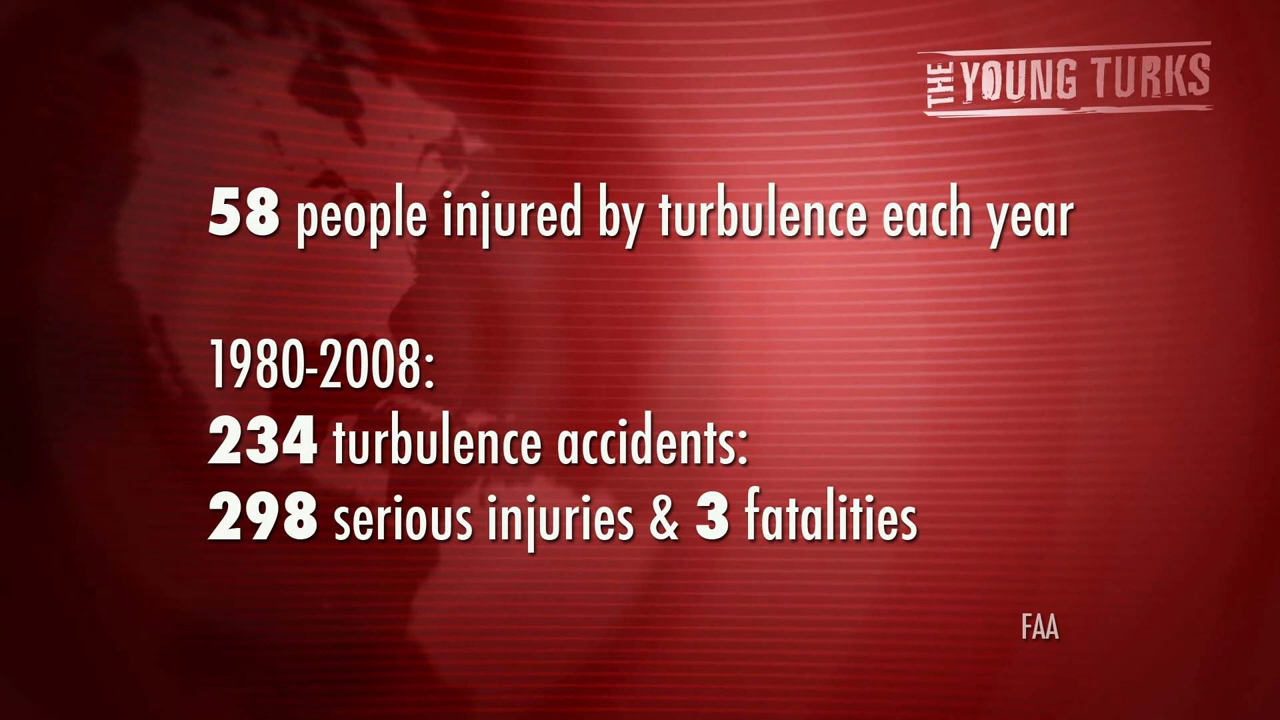 THE YOUNG TURKS
58 people injured by turbulence each year
1980-2008:
234 turbulence accidents:
298 serious injuries & 3 fatalities
FAA